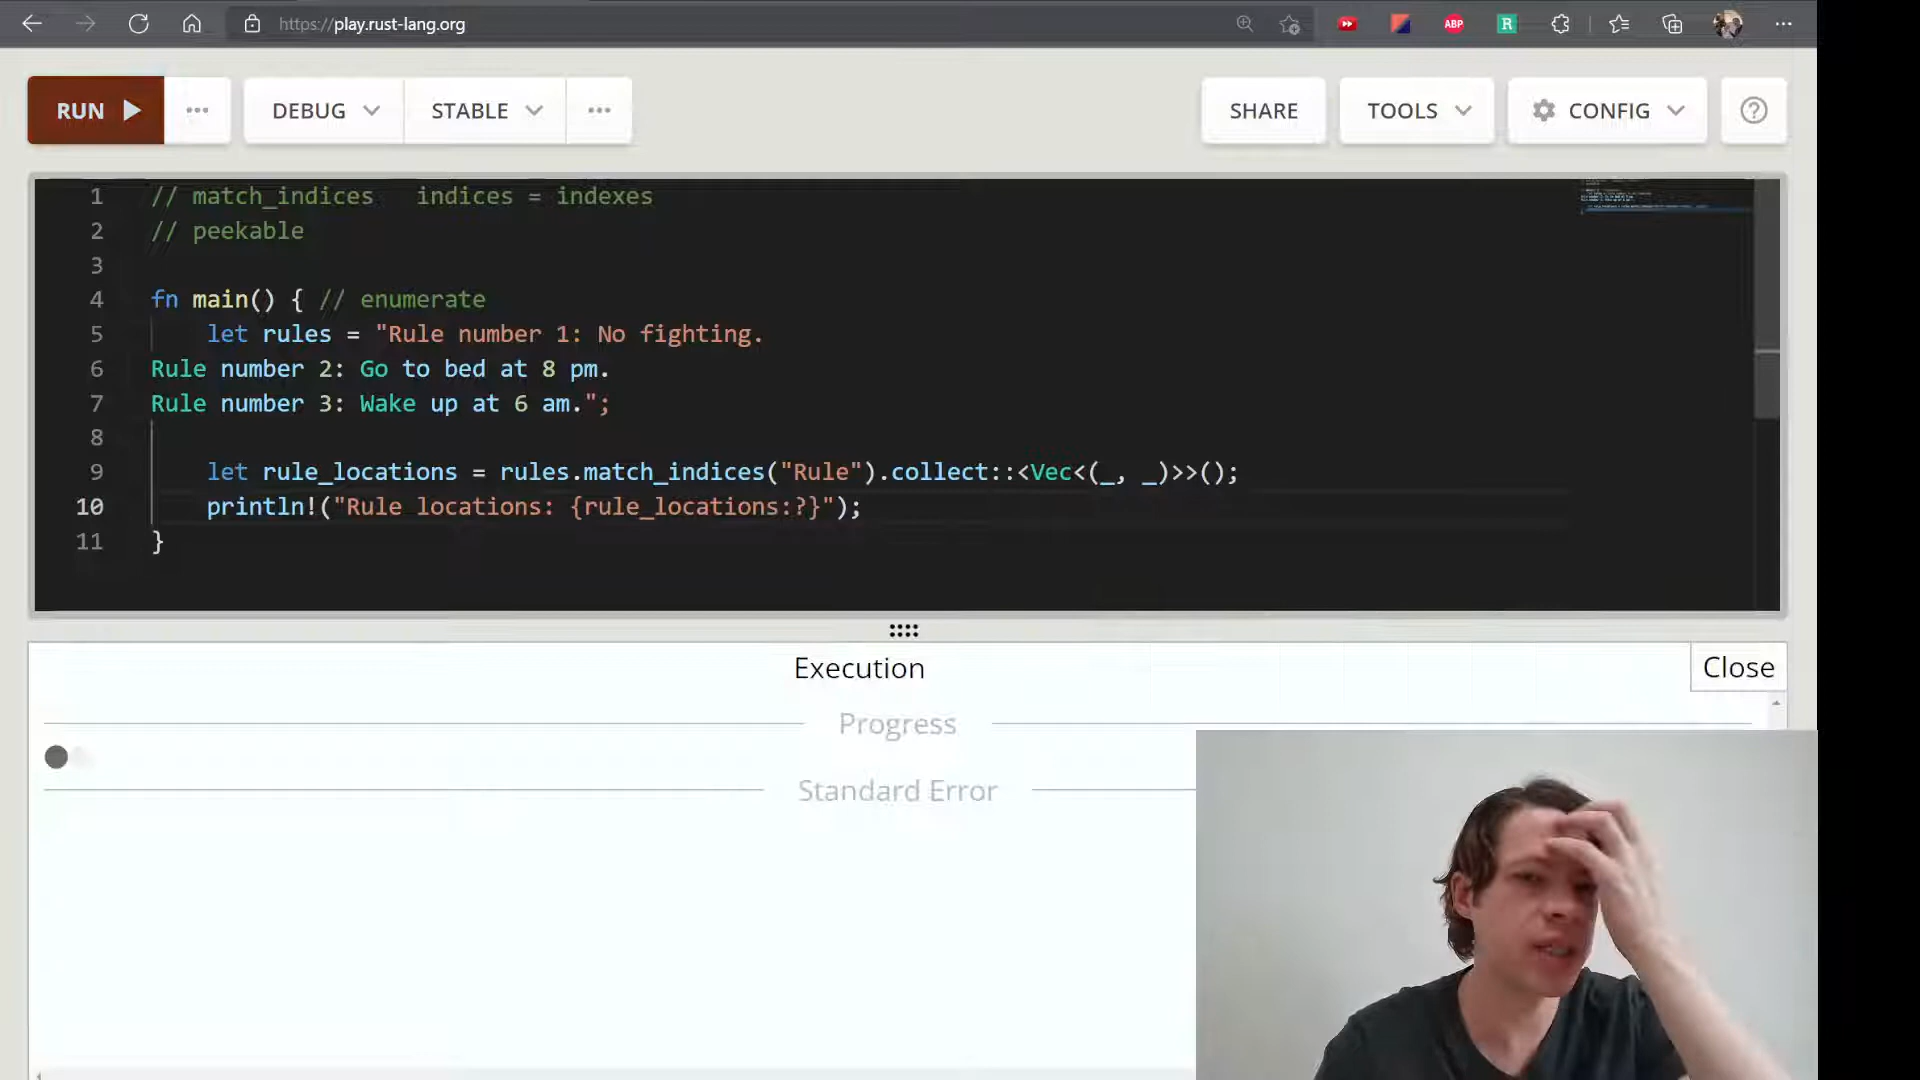 https://play.rust-lang.org
ABP
R
RUN
DEBUG
STABLE
SHARE
TOOLS
CONFIG
1 // match_indices   indices = indexes
2 // peekable
3
4 fn main() { // enumerate
5     let rules = "Rule number 1: No fighting.
6 Rule number 2: Go to bed at 8 pm.
7 Rule number 3: Wake up at 6 am.";
8
9     let rule_locations = rules.match_indices("Rule").collect::<Vec<(_, _)>>();
10     println!("Rule locations: {rule_locations:?}");
11 }
Execution
Close
Progress
Standard Error